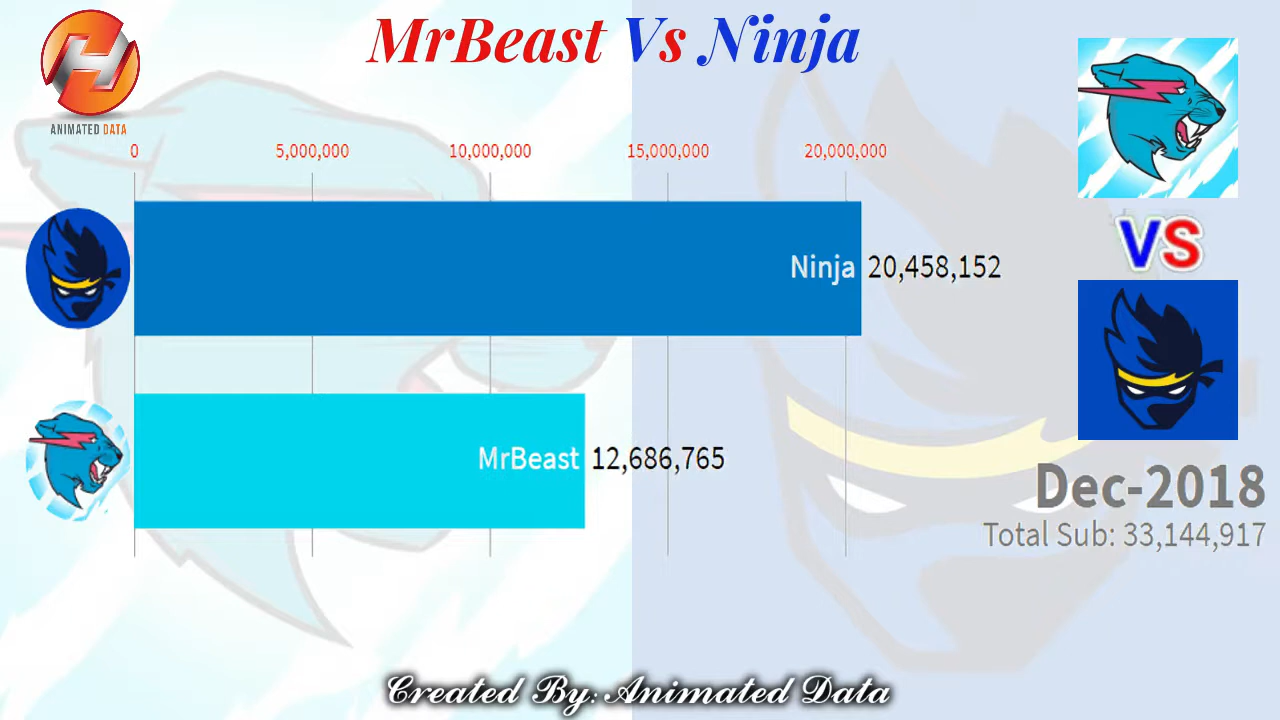 MrBeast Vs Ninja
ANIMATED DATA
0 5,000,000 10,000,000 15,000,000 20,000,000
Ninja 20,458,152
VS
MrBeast 12,686,765
Dec-2018
Total Sub: 33,144,917
Created By: Animated Data